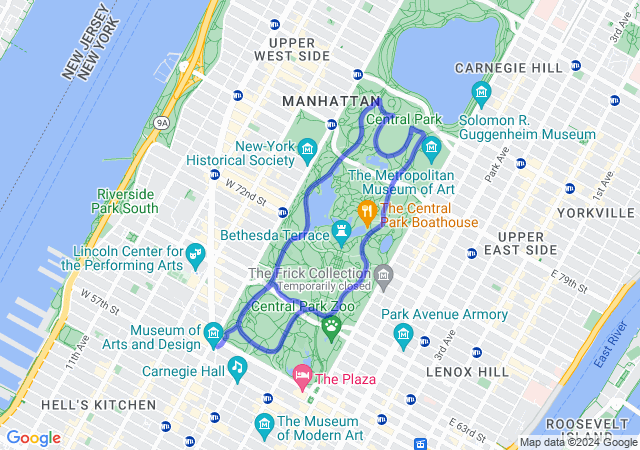 NEW JERSEY
NEW YORK
UPPER
WEST SIDE
CARNEGIE HILL
3rd Ave
MANHATTAN
9A
Central Park
Solomon R.
Guggenheim Museum
New York
Historical Society
The Metropolitan
Museum of Art
Park Ave
1st Ave
Riverside
Park South
W 72nd St
The Central
Park Boathouse
YORKVILLE
Bethesda Terrace
UPPER
EAST SIDE
Lincoln Center for
the Performing Arts
The Frick Collection
Temporarily closed
E 79th St
W 57th St
Central Park Zoo
Park Avenue Armory
Museum of
Arts and Design
3rd Ave
East River
11th Ave
Carnegie Hall
The Plaza
LENOX HILL
HELL'S KITCHEN
The Museum
of Modern Art
E 63rd St
ROOSEVELT
ISLAND
Google
Map data ©2024 Google